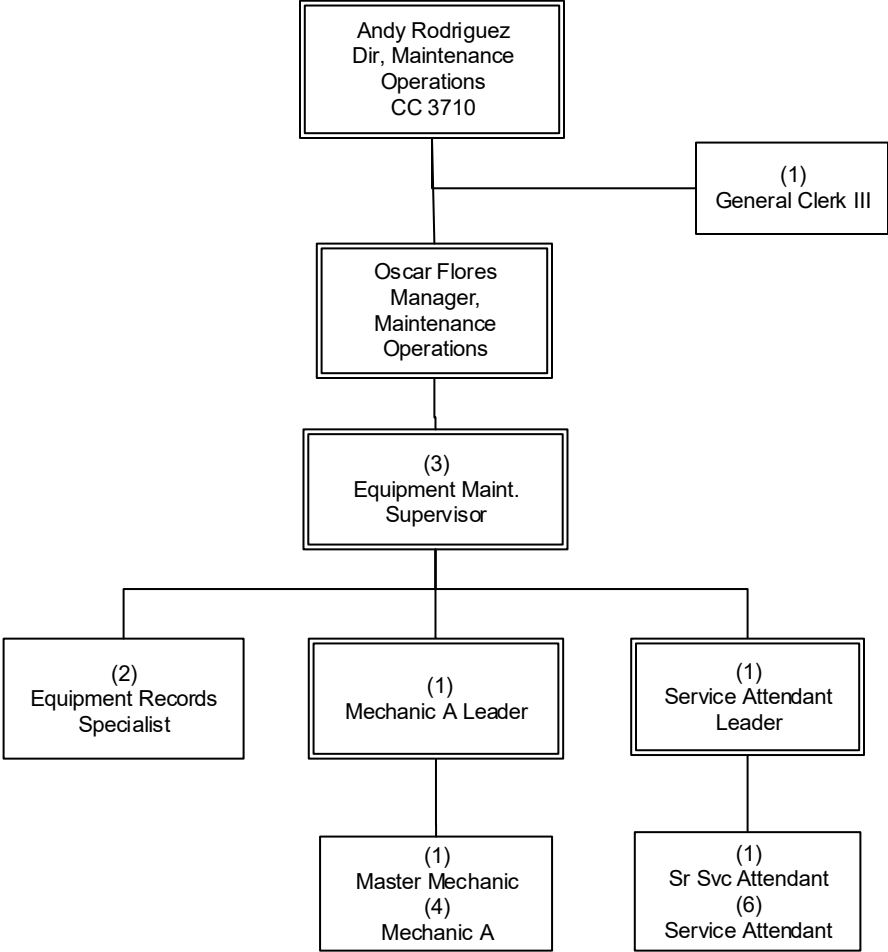 Andy Rodriguez
Dir, Maintenance
Operations
CC 3710
(1)
General Clerk III
Oscar Flores
Manager,
Maintenance
Operations
(3)
Equipment Maint.
Supervisor
(2)
Equipment Records
Specialist
(1)
Mechanic A Leader
(1)
Service Attendant
Leader
(1)
Master Mechanic
(4)
Mechanic A
(1)
Sr Svc Attendant
(6)
Service Attendant